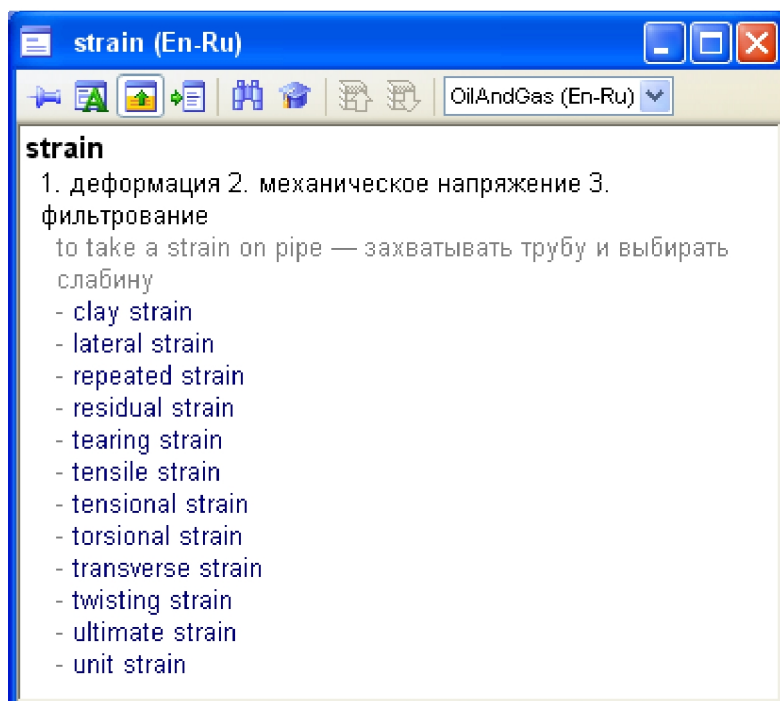 strain (En-Ru)
OilAndGas (En-Ru)
strain
1. деформация 2. механическое напряжение 3.
фильтрование
to take a strain on pipe — захватывать трубу и выбирать
слабину
- clay strain
- lateral strain
- repeated strain
- residual strain
- tearing strain
- tensile strain
- tensional strain
- torsional strain
- transverse strain
- twisting strain
- ultimate strain
- unit strain